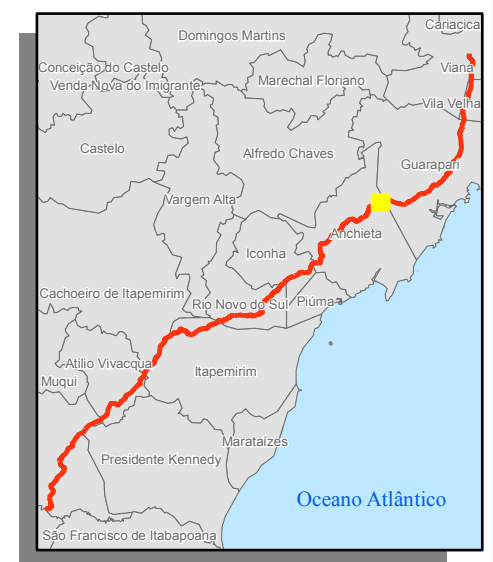 Cariacica
Domingos Martins
Conceição do Castelo
Viana
Marechal Floriano
Venda Nova do Imigrante
Vila Velha
Castelo
Alfredo Chaves
Guarapari
Vargem Alta
Anchieta
Iconha
Cachoeiro de Itapemirim
Rio Novo do Sul
Piúma
Atilio Vivacqua
Itapemirim
Muqui
Marataízes
Presidente Kennedy
Oceano Atlântico
São Francisco de Itabapoana